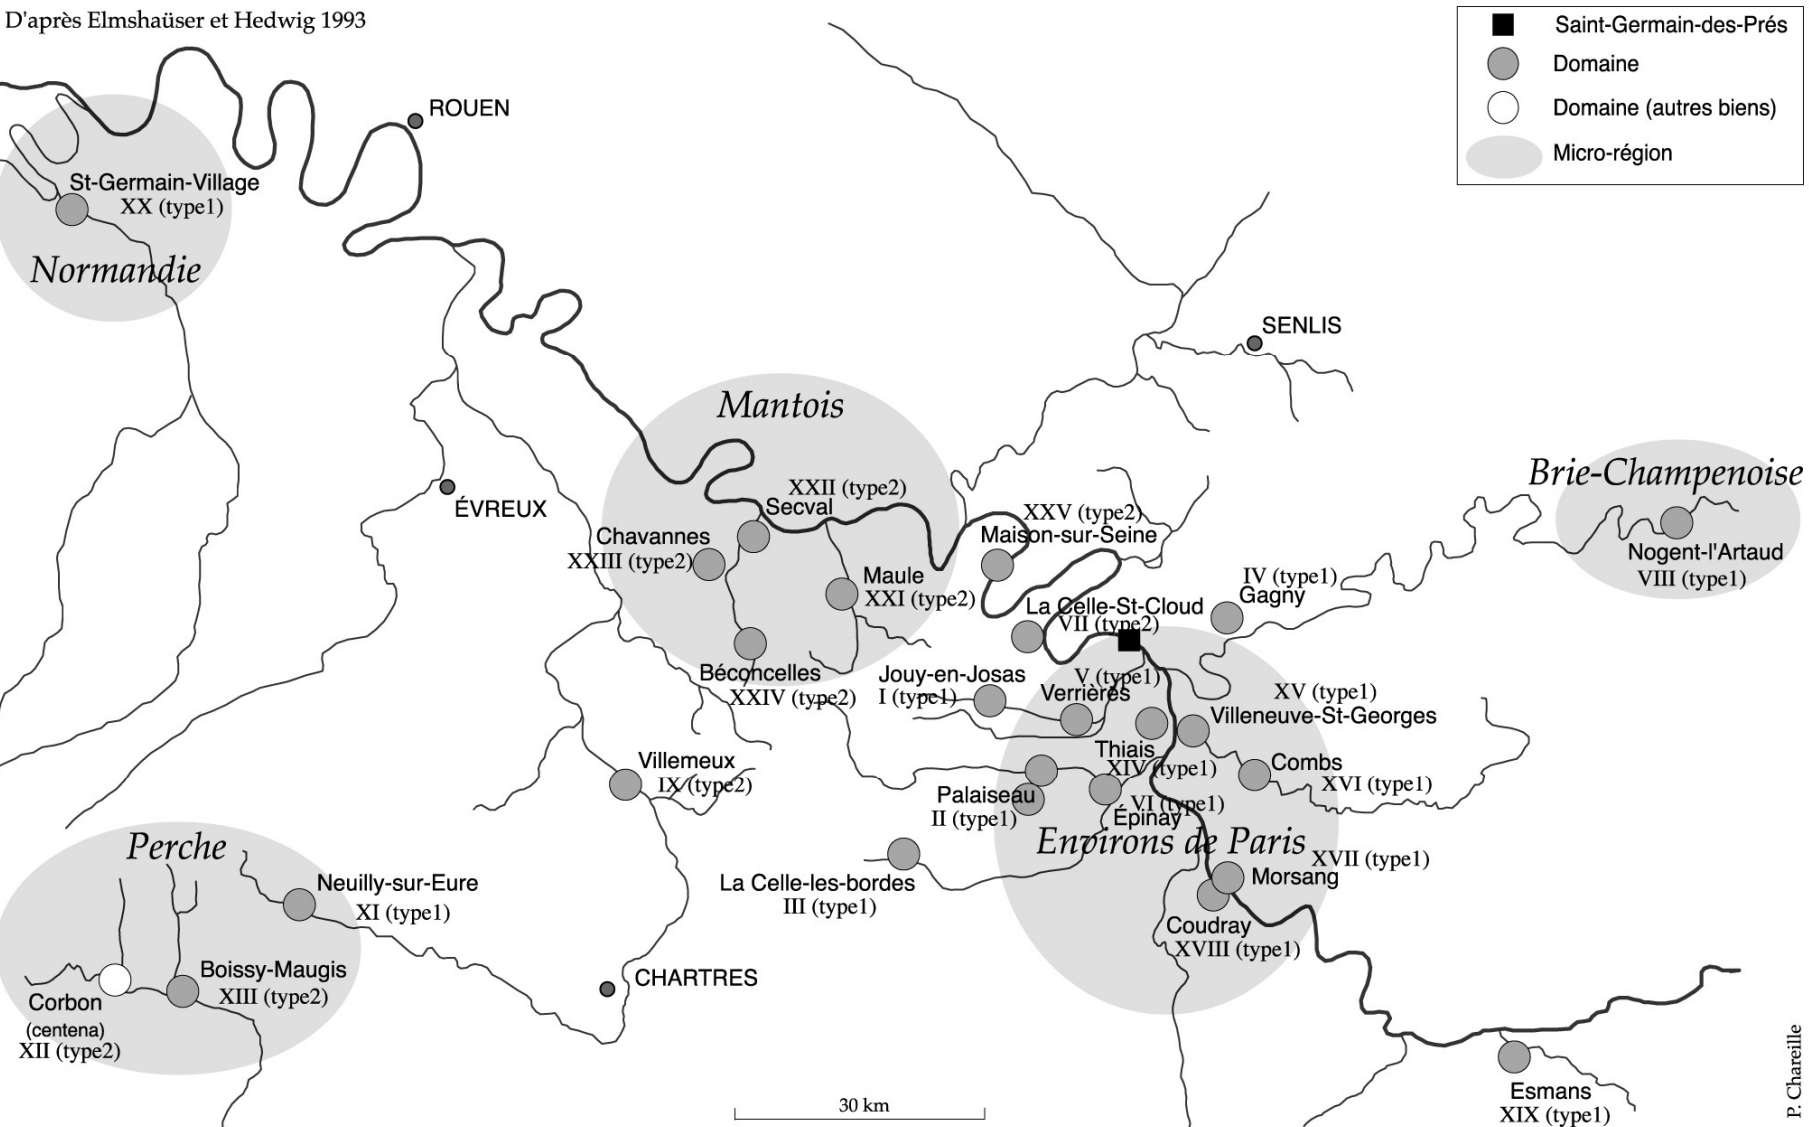 D'après Elmshaüser et Hedwig 1993
Saint-Germain-des-Prés
Domaine
Domaine (autres biens)
Micro-région
ROUEN
St-Germain-Village
XX (type1)
Normandie
SENLIS
Mantois
XXII (type2)
Secval
Chavannes
XXIII (type2)
Maule
XXI (type2)
Béconcelles
XXIV (type2)
ÉVREUX
Brie-Champenoise
Nogent-l'Artaud
VIII (type1)
XXV (type2)
Maison-sur-Seine
IV (type1)
Gagny
La Celle-St-Cloud
VII (type2)
Jouy-en-Josas
I (type1)
V (type1)
Verrières
XV (type1)
Villeneuve-St-Georges
Thiais
XIV (type1)
Combs
XVI (type1)
Villemeux
IX (type2)
Palaiseau
II (type1)
VI (type1)
Épinay
Environs de Paris
XVII (type1)
Morsang
Coudray
XVIII (type1)
La Celle-les-bordes
III (type1)
Perche
Neuilly-sur-Eure
XI (type1)
Boissy-Maugis
XIII (type2)
Corbon
(centena)
XII (type2)
CHARTRES
Esmans
XIX (type1)
30 km
P. Chareille